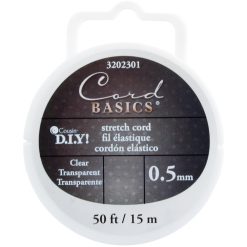 3202301
Cord
BASICS®
stretch cord
fil élastique
cordón elástico
Cousin
D.I.Y!
Clear
Transparent
Transparente
0.5mm
50 ft / 15 m